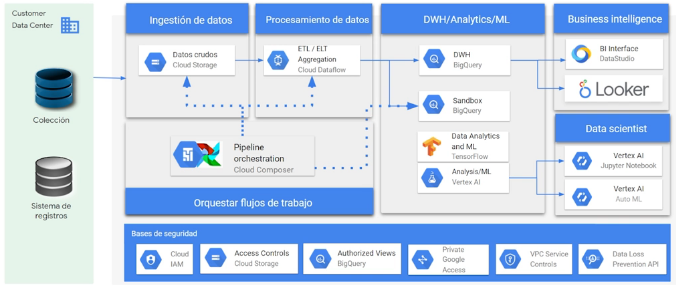 Customer
Data Center
Colección
Sistema de
registros
Ingestión de datos
Datos crudos
Cloud Storage
Procesamiento de datos
ETL / ELT
Aggregation
Cloud Dataflow
Pipeline
orchestration
Cloud Composer
Orquestar flujos de trabajo
DWH/Analytics/ML
DWH
BigQuery
Sandbox
BigQuery
Data Analytics
and ML
TensorFlow
Analysis/ML
Vertex AI
Business intelligence
BI Interface
DataStudio
Looker
Data scientist
Vertex AI
Jupyter Notebook
Vertex AI
Auto ML
Bases de seguridad
Cloud
IAM
Access Controls
Cloud Storage
Authorized Views
BigQuery
Private
Google
Access
VPC Service
Controls
Data Loss
Prevention API